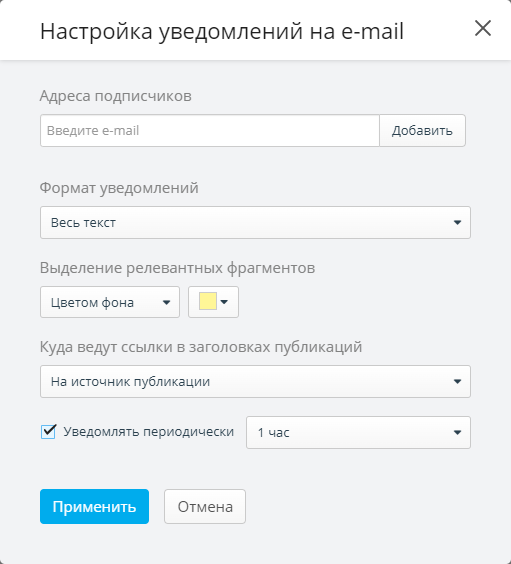 Настройка уведомлений на e-mail
Адреса подписчиков
Введите e-mail Добавить
Формат уведомлений
Весь текст
Выделение релевантных фрагментов
Цветом фона
Куда ведут ссылки в заголовках публикаций
На источник публикации
Уведомлять периодически 1 час
Применить Отмена